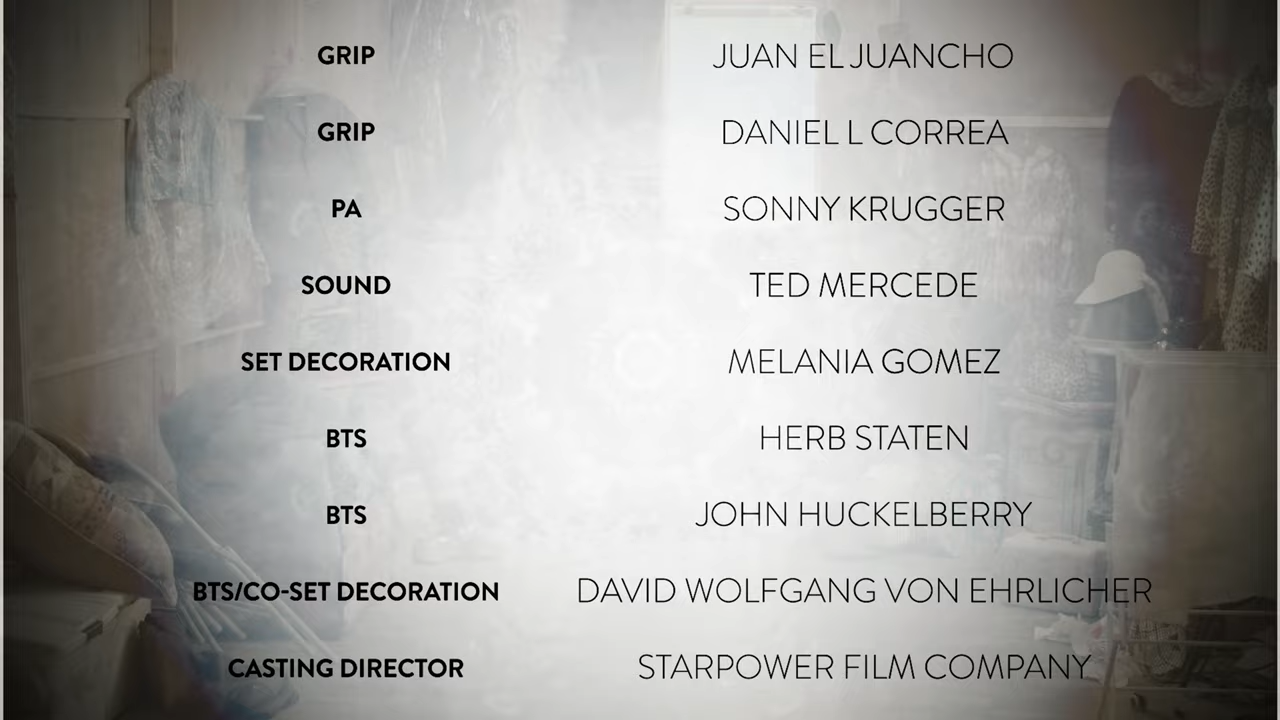 GRIP JUAN EL JUANCHO
GRIP DANIEL L CORREA
PA SONNY KRUGGER
SOUND TED MERCEDE
SET DECORATION MELANIA GOMEZ
BTS HERB STATEN
BTS JOHN HUCKELBERRY
BTS/CO-SET DECORATION DAVID WOLFGANG VON EHRLICHER
CASTING DIRECTOR STARPOWER FILM COMPANY